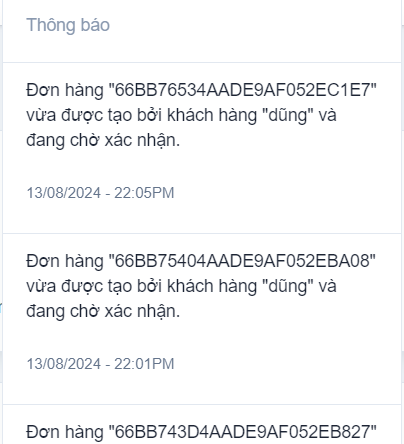 Thông báo
Đơn hàng "66BB76534AADE9AF052EC1E7"
vừa được tạo bởi khách hàng "dũng" và
đang chờ xác nhận.
13/08/2024 - 22:05PM
Đơn hàng "66BB75404AADE9AF052EBA08"
vừa được tạo bởi khách hàng "dũng" và
đang chờ xác nhận.
13/08/2024 - 22:01PM
Đơn hàng "66BB743D4AADE9AF052EB827"